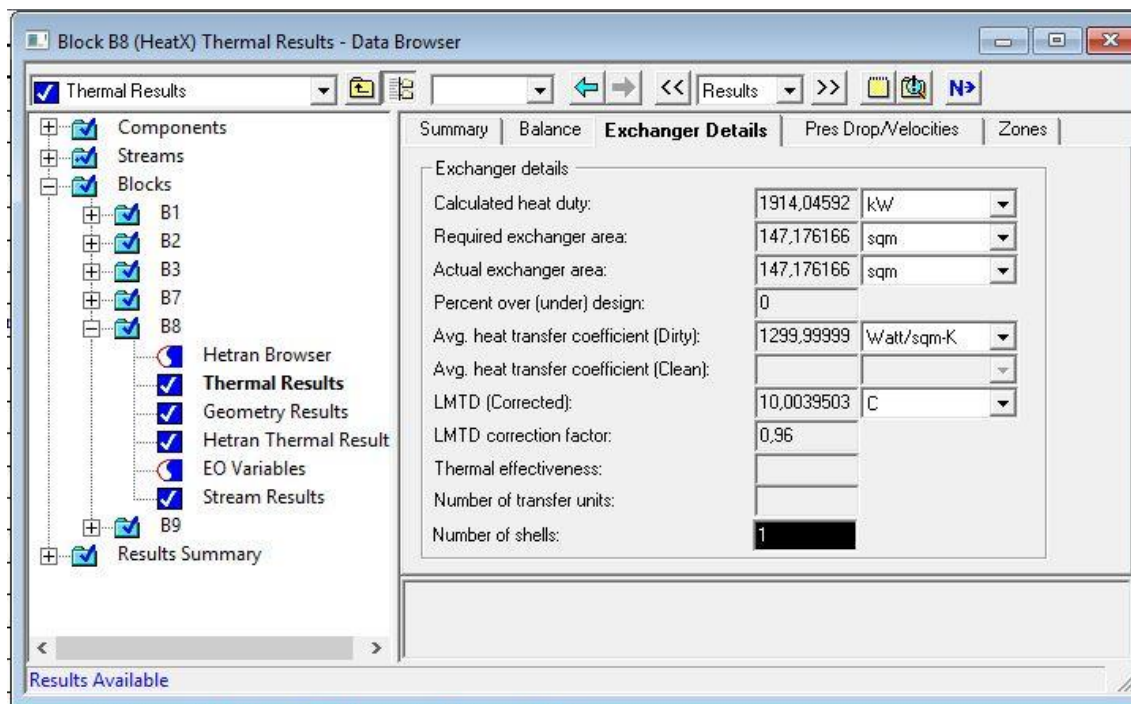 Block B8 (HeatX) Thermal Results - Data Browser
Thermal Results << Results >> N
Components
Streams
Blocks
B1
B2
B3
B7
B8
Hetran Browser
Thermal Results
Geometry Results
Hetran Thermal Result
EO Variables
Stream Results
B9
Results Summary
Summary Balance Exchanger Details Pres Drop/Velocities Zones
Exchanger details
Calculated heat duty: 1914,04592 kW
Required exchanger area: 147,176166 sqm
Actual exchanger area: 147,176166 sqm
Percent over (under) design: 0
Avg. heat transfer coefficient (Dirty): 1299,99999 Watt/sqm-K
Avg. heat transfer coefficient (Clean):
LMTD (Corrected): 10,0039503 C
LMTD correction factor: 0,96
Thermal effectiveness:
Number of transfer units:
Number of shells: 1
Results Available